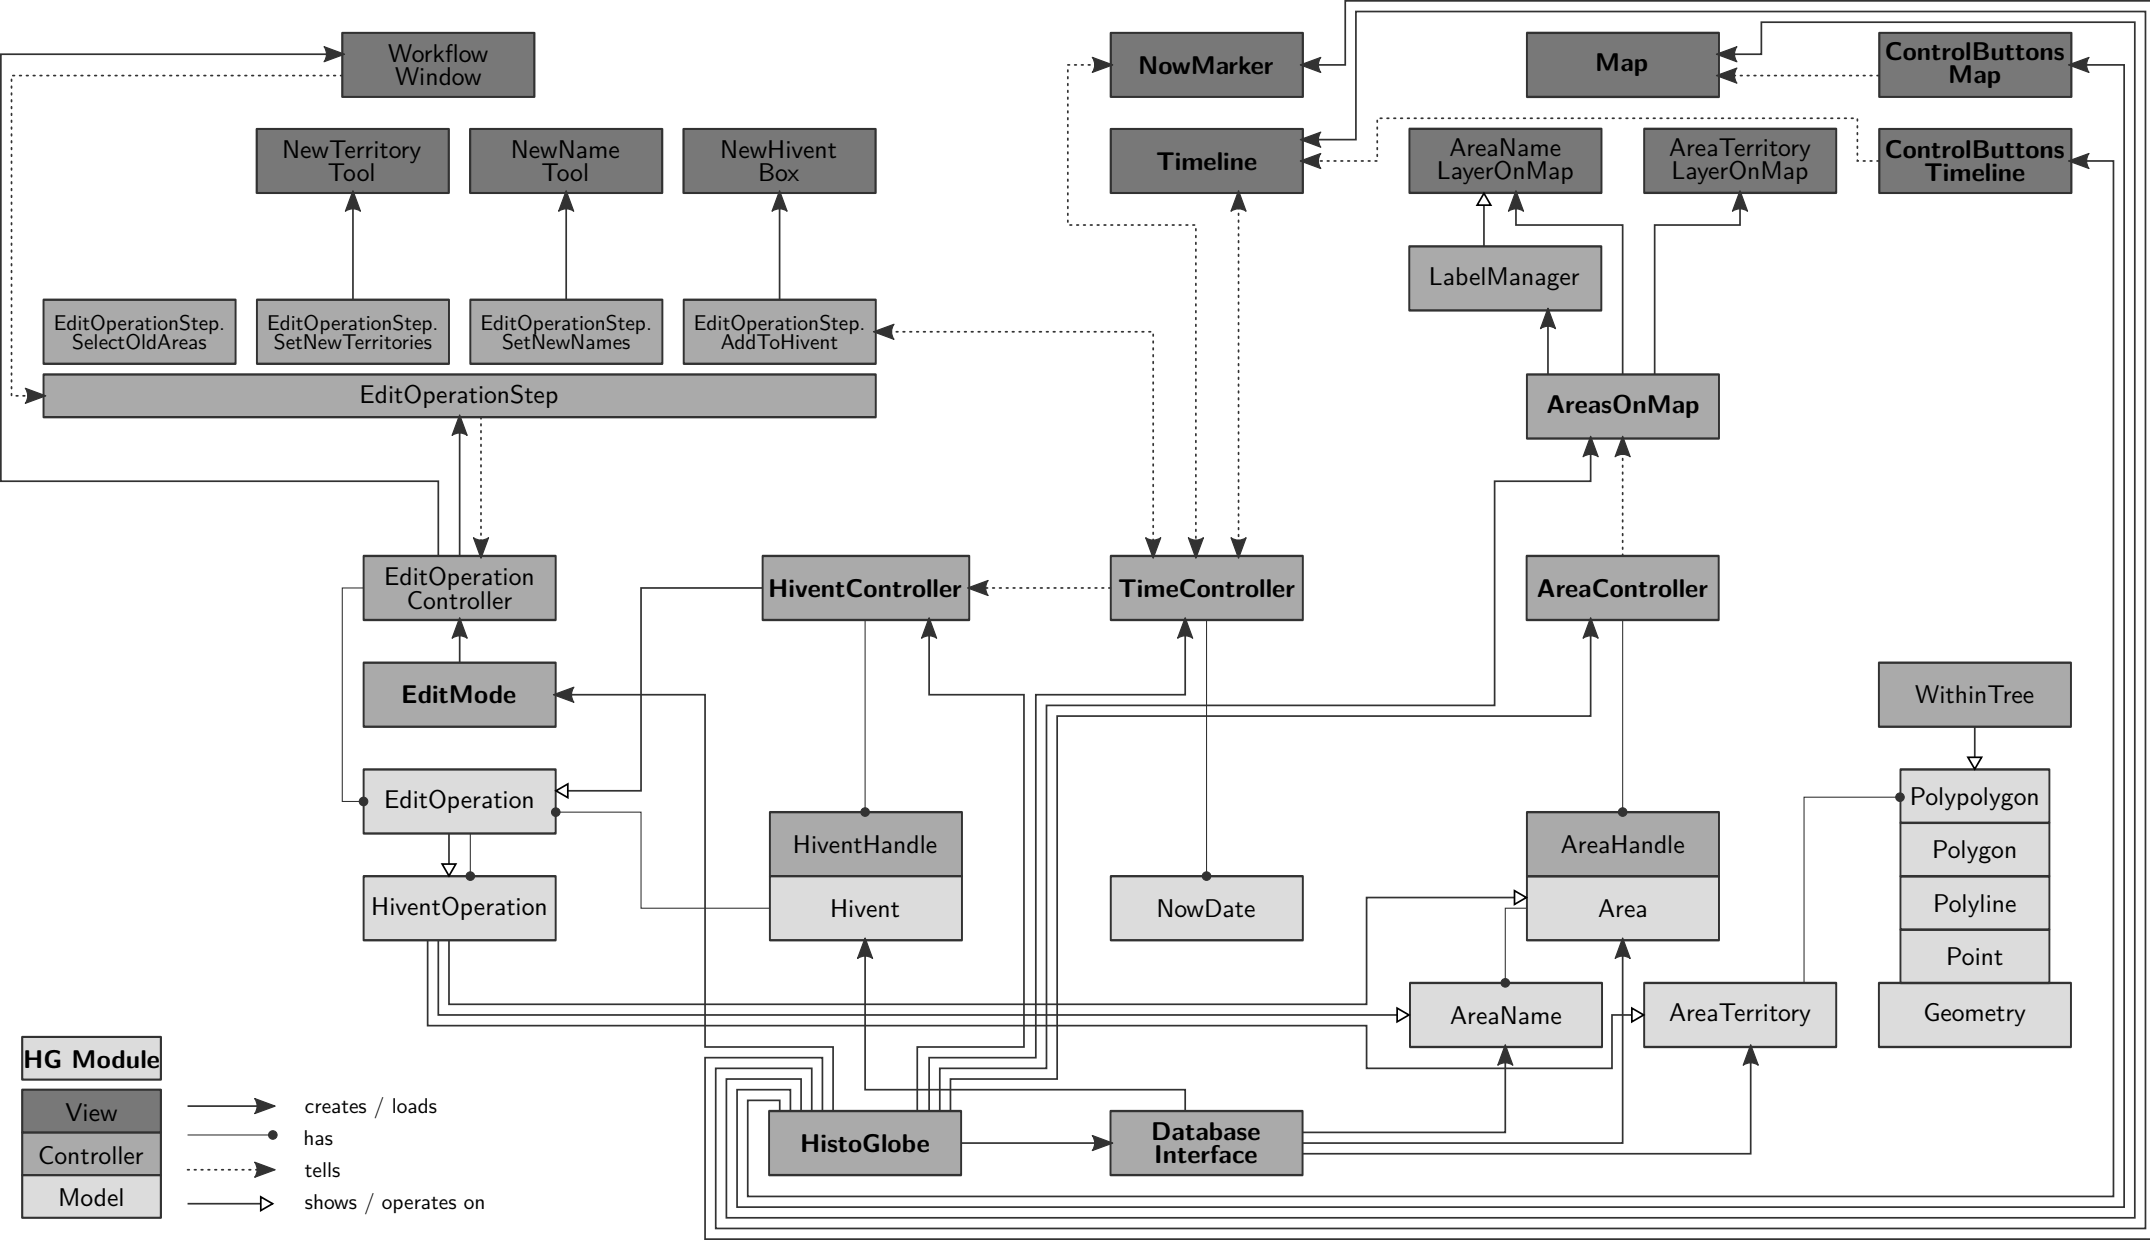 Workflow
Window
NowMarker
Map
ControlButtons
Map
NewTerritory
Tool
NewName
Tool
NewHivent
Box
Timeline
AreaName
LayerOnMap
AreaTerritory
LayerOnMap
ControlButtons
Timeline
LabelManager
EditOperationStep.
SelectOldAreas
EditOperationStep.
SetNewTerritories
EditOperationStep.
SetNewNames
EditOperationStep.
AddToHivent
EditOperationStep
AreasOnMap
EditOperation
Controller
HiventController
TimeController
AreaController
EditMode
WithinTree
EditOperation
Polypolygon
HiventHandle
AreaHandle
Polygon
HiventOperation
Hivent
NowDate
Area
Polyline
Point
AreaName
AreaTerritory
Geometry
HG Module
View
Controller
Model
creates / loads
has
tells
shows / operates on
HistoGlobe
Database
Interface